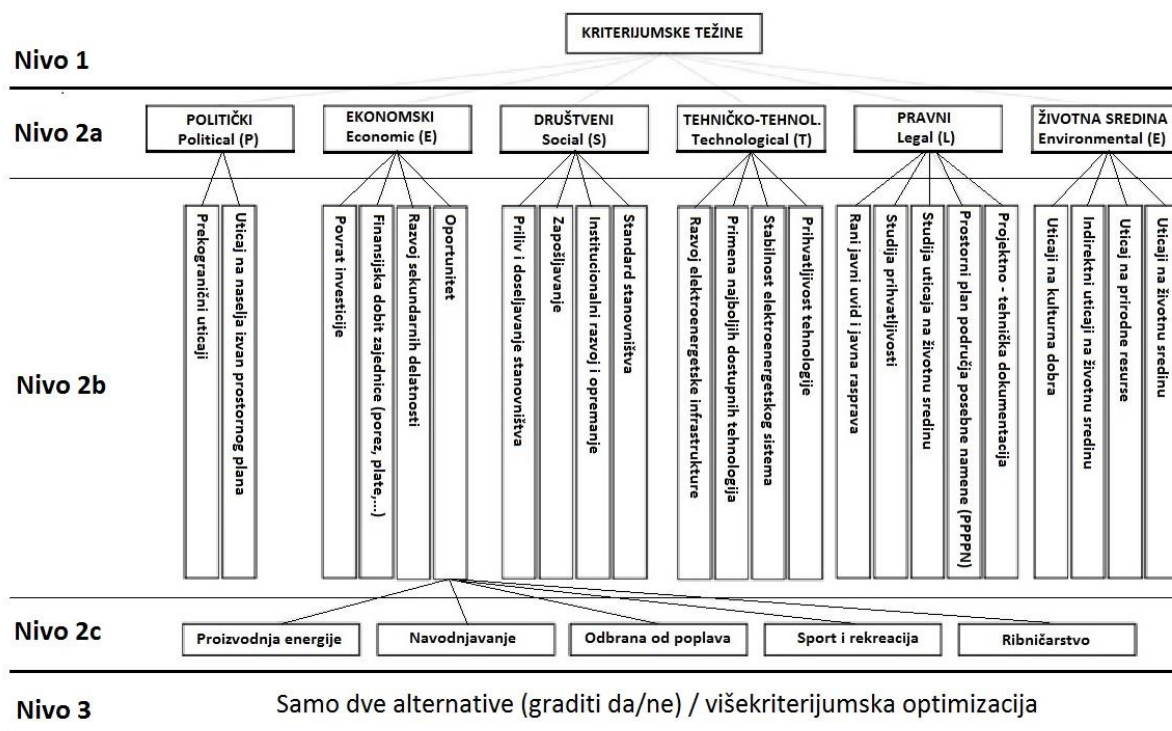 KRITERIJUMSKE TEŽINE
Nivo 1
Nivo 2a
POLITIČKI
Political (P)
EKONOMSKI
Economic (E)
DRUŠTVENI
Social (S)
TEHNIČKO-TEHNOL.
Technological (T)
PRAVNI
Legal (L)
ŽIVOTNA SREDINA
Environmental (E)
Nivo 2b
Prekogranični uticaji
Uticaj na naselja izvan prostornog plana
Povrat investicije
Finansijska dobit zajednice (porez, plate,...)
Razvoj sekundarnih delatnosti
Oportunitet
Priliv i doseljavanje stanovništva
Zapošljavanje
Institucionalni razvoj i opremanje
Standard stanovništva
Razvoj elektroenergetske infrastrukture
Primena najboljih dostupnih tehnologija
Stabilnost elektroenergetskog sistema
Prihvatljivost tehnologije
Rani javni uvid i javna rasprava
Studija prihvatljivosti
Studija uticaja na životnu sredinu
Prostorni plan područja posebne namene (PPPPN)
Projektno - tehnička dokumentacija
Uticaji na kulturna dobra
Indirektni uticaji na životnu sredinu
Uticaj na prirodne resurse
Uticaji na životnu sredinu
Nivo 2c
Proizvodnja energije
Navodnjavanje
Odbrana od poplava
Sport i rekreacija
Ribničarstvo
Nivo 3
Samo dve alternative (graditi da/ne) / višekriterijumska optimizacija